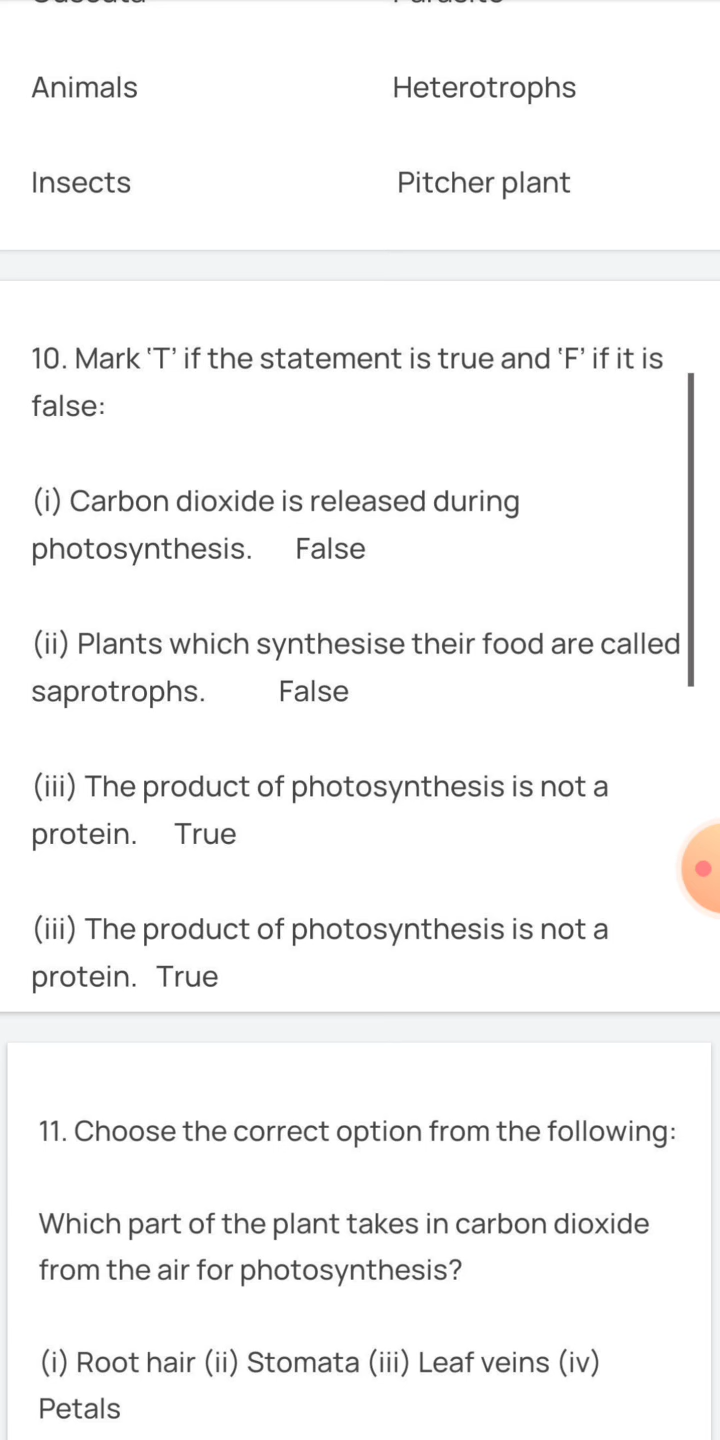 Animals Heterotrophs
Insects Pitcher plant
10. Mark ‘T’ if the statement is true and ‘F’ if it is
false:
(i) Carbon dioxide is released during
photosynthesis. False
(ii) Plants which synthesise their food are called
saprotrophs. False
(iii) The product of photosynthesis is not a
protein. True
(iii) The product of photosynthesis is not a
protein. True
11. Choose the correct option from the following:
Which part of the plant takes in carbon dioxide
from the air for photosynthesis?
(i) Root hair (ii) Stomata (iii) Leaf veins (iv)
Petals